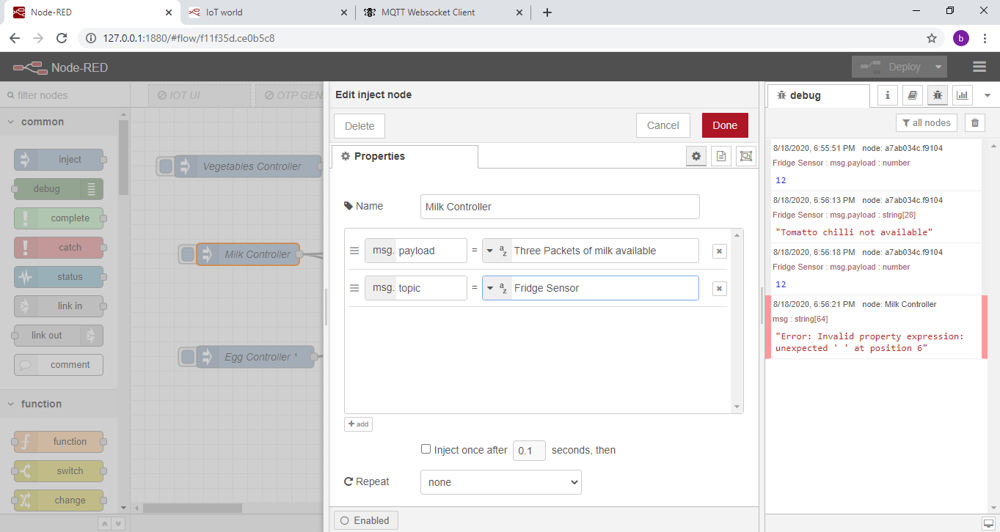 Node-RED
IoT world
MQTT Websocket Client
127.0.0.1:1880/#flow/f11f35d.ce0b5c8
b
Node-RED
Deploy
filter nodes
IOT UI
OTP GEN
common
inject
debug
complete
catch
status
link in
link out
comment
function
function
switch
change
Vegetables Controller
Milk Controller
Egg Controller ¹
Edit inject node
Delete
Cancel
Done
Properties
Name
Milk Controller
msg. payload = a z Three Packets of milk available
msg. topic = a z Fridge Sensor
add
Inject once after 0.1 seconds, then
Repeat
none
Enabled
debug
i
all nodes
8/18/2020, 6:55:51 PM node: a7ab034c.f9104
Fridge Sensor : msg.payload : number
12
8/18/2020, 6:56:13 PM node: a7ab034c.f9104
Fridge Sensor : msg.payload : string[28]
"Tomatto chilli not available"
8/18/2020, 6:56:18 PM node: a7ab034c.f9104
Fridge Sensor : msg.payload : number
12
8/18/2020, 6:56:21 PM node: Milk Controller
msg : string[64]
"Error: Invalid property expression:
unexpected ' ' at position 6"